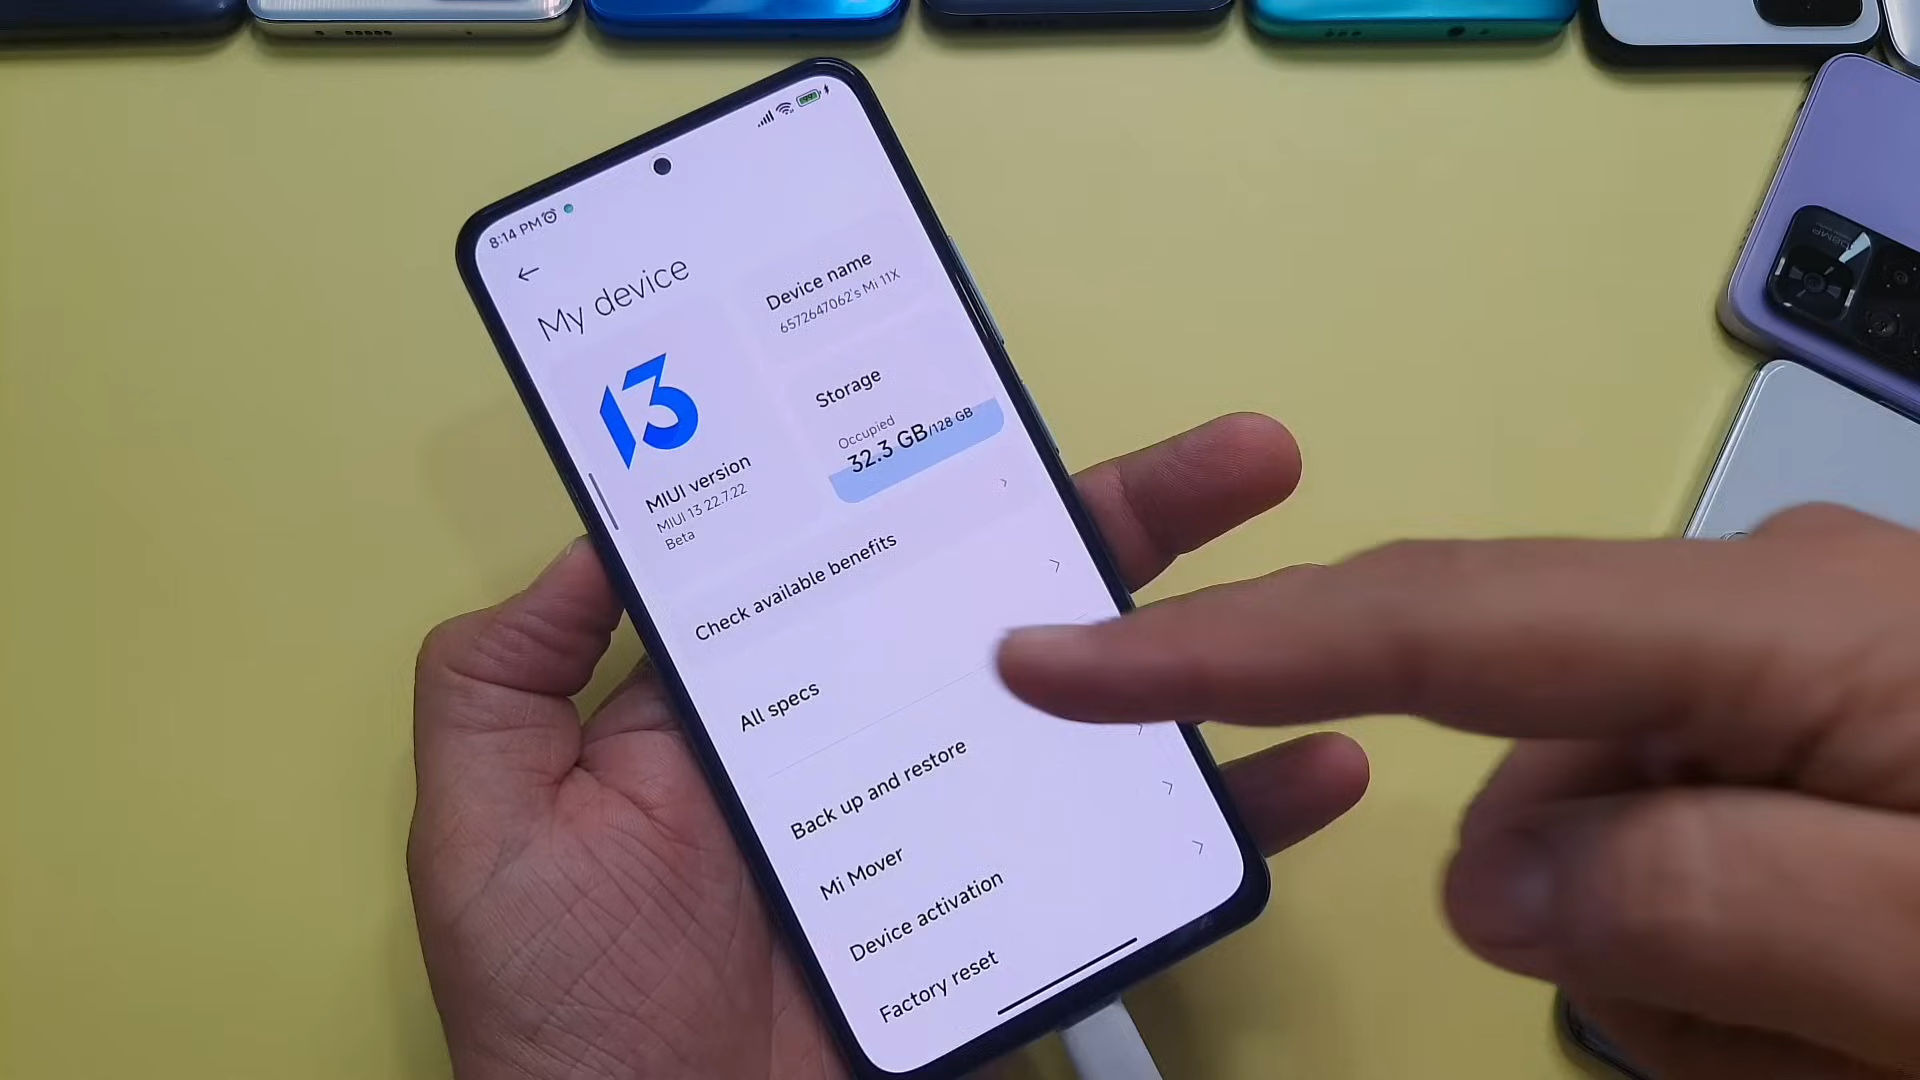 8:14 PM
My device
Device name
6572647062's Mi 11X
13
MIUI version
MIUI 13 22.7.22
Beta
Storage
Occupied
32.3 GB/128 GB
Check available benefits
All specs
Back up and restore
Mi Mover
Device activation
Factory reset
108MP